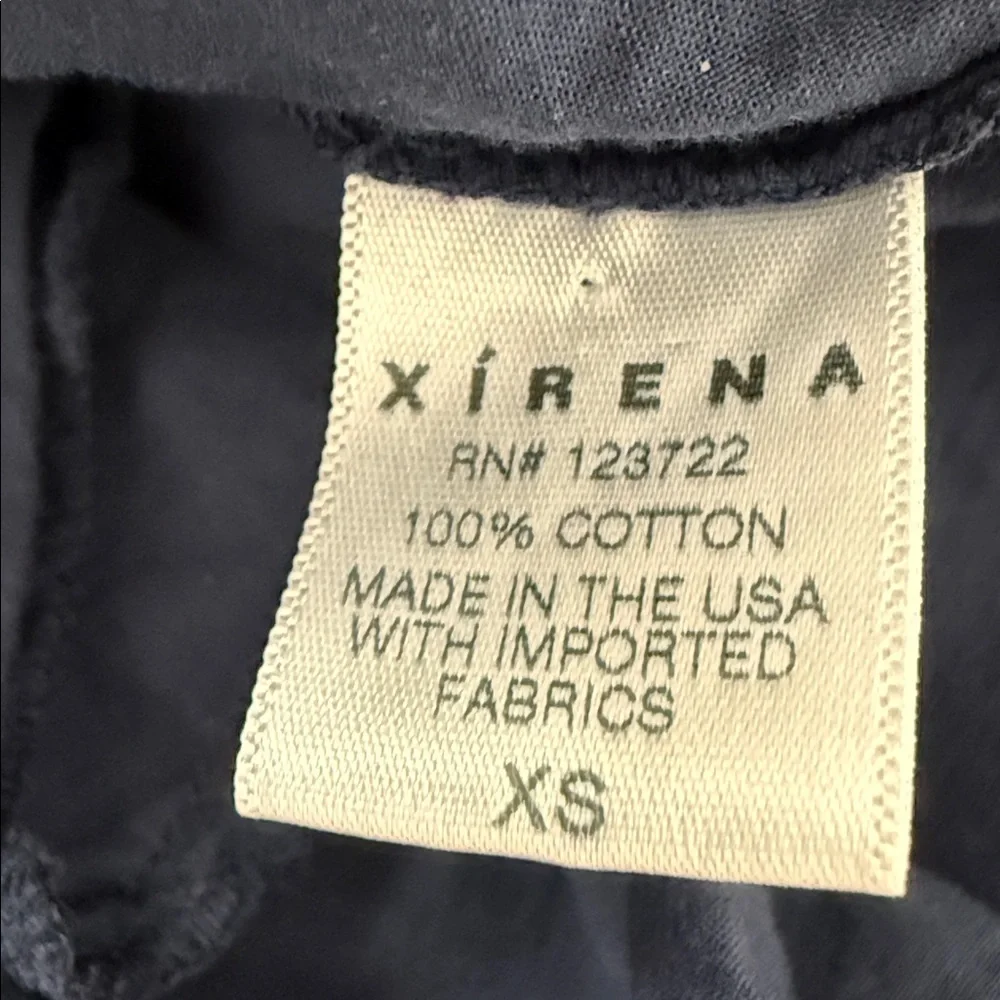 XÍRENA
RN# 123722
100% COTTON
MADE IN THE USA
WITH IMPORTED
FABRICS
XS